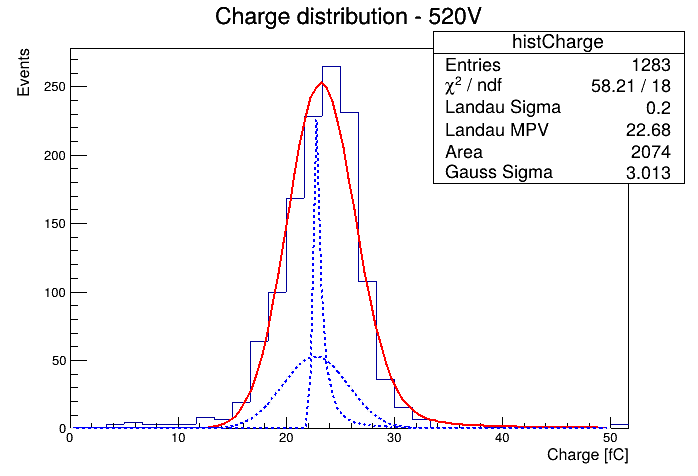 Charge distribution - 520V
histCharge
Entries 1283
χ² / ndf 58.21 / 18
Landau Sigma 0.2
Landau MPV 22.68
Area 2074
Gauss Sigma 3.013
Events
250
200
150
100
50
0
0 10 20 30 40 50
Charge [fC]